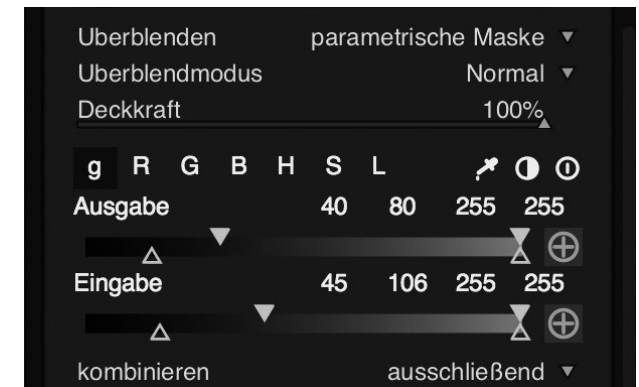 Uberblenden parametrische Maske
Uberblendmodus Normal
Deckkraft 100%
g R G B H S L
Ausgabe 40 80 255 255
Eingabe 45 106 255 255
kombinieren ausschließend